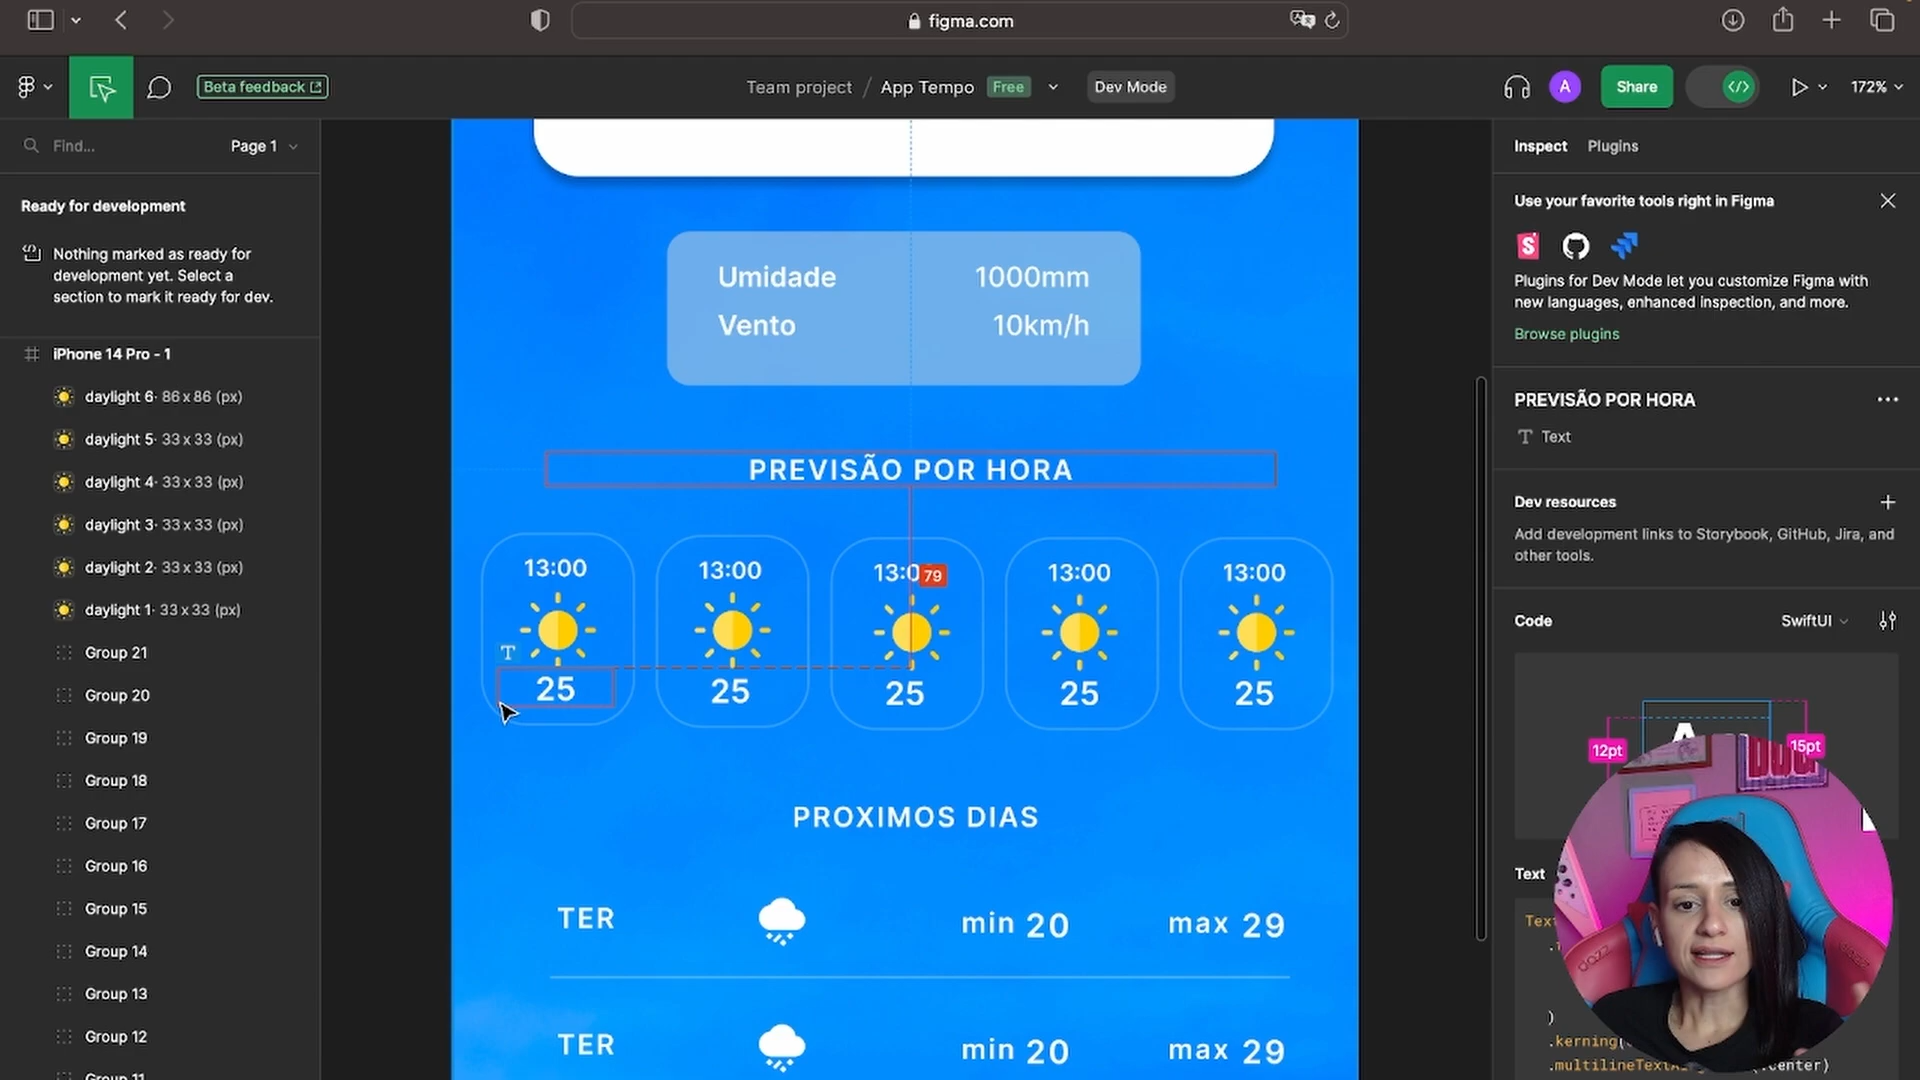 figma.com
Beta feedback
Team project / App Tempo Free
Dev Mode
A
Share
172%
Find...
Page 1
Ready for development
Nothing marked as ready for
development yet. Select a
section to mark it ready for dev.
iPhone 14 Pro - 1
daylight 6· 86 x 86 (px)
daylight 5· 33 x 33 (px)
daylight 4· 33 x 33 (px)
daylight 3· 33 x 33 (px)
daylight 2· 33 x 33 (px)
daylight 1· 33 x 33 (px)
Group 21
Group 20
Group 19
Group 18
Group 17
Group 16
Group 15
Group 14
Group 13
Group 12
Group 11
Umidade 1000mm
Vento 10km/h
PREVISÃO POR HORA
13:00 13:00 13:0 13:00 13:00
79
T
25 25 25 25 25
PROXIMOS DIAS
TER min 20 max 29
TER min 20 max 29
Inspect Plugins
Use your favorite tools right in Figma
S
Plugins for Dev Mode let you customize Figma with
new languages, enhanced inspection, and more.
Browse plugins
PREVISÃO POR HORA
T Text
Dev resources
Add development links to Storybook, GitHub, Jira, and
other tools.
Code SwiftUI
12pt 15pt
Text
)
.kerning(